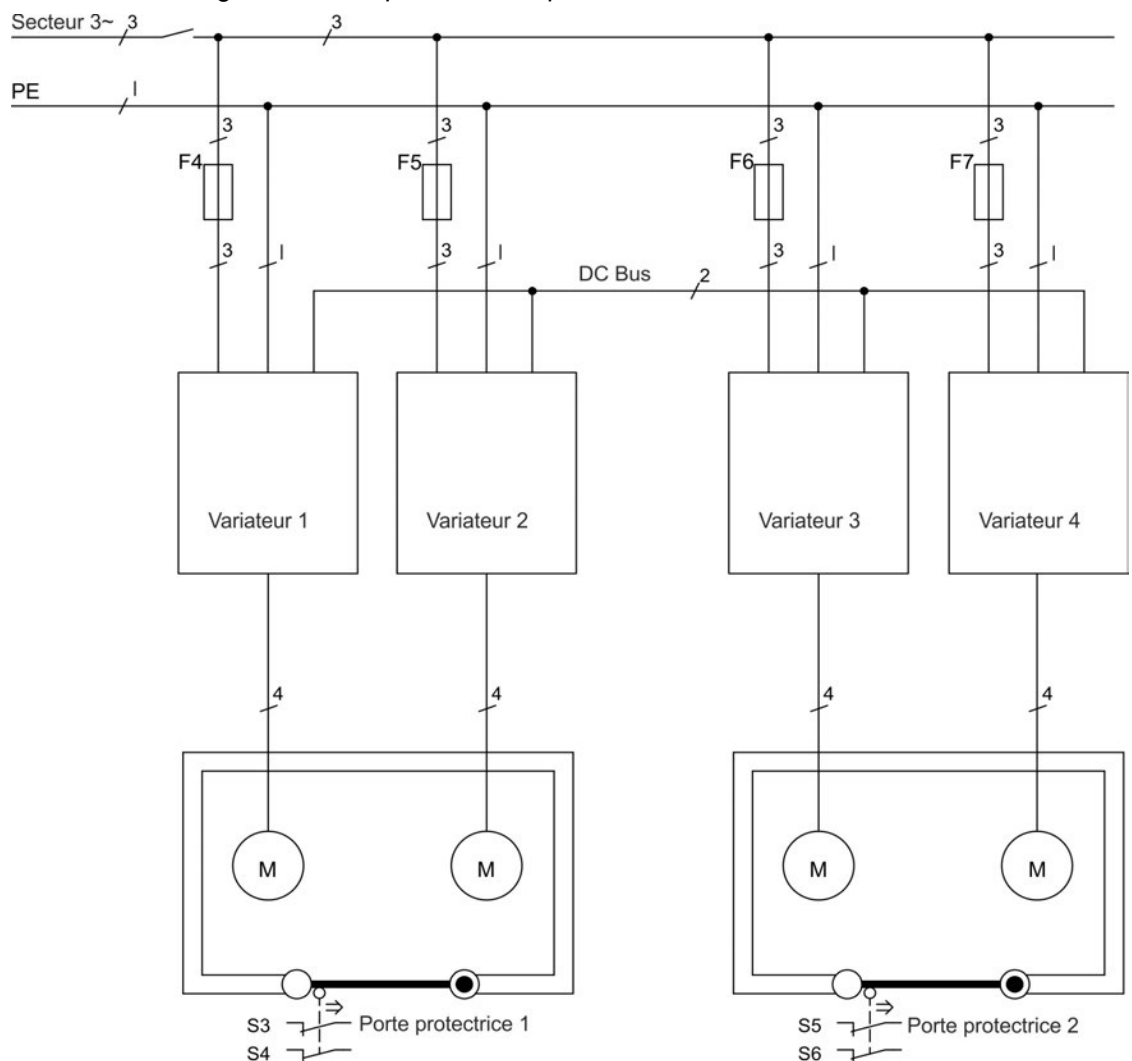 Secteur 3~ 3 3
PE I
3 3 3 3
F4 F5 F6 F7
3 I 3 I 3 I 3 I
DC Bus 2
Variateur 1 Variateur 2 Variateur 3 Variateur 4
4 4 4 4
M M M M
S3 Porte protectrice 1 S5 Porte protectrice 2
S4 S6